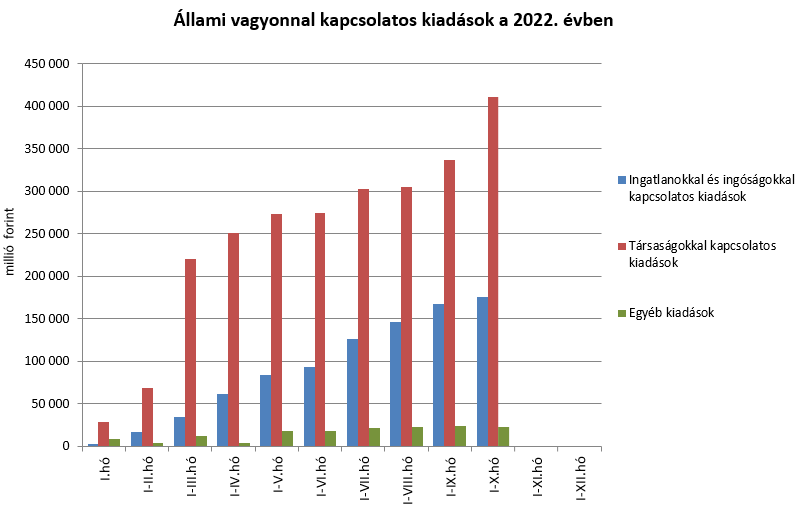 Állami vagyonnal kapcsolatos kiadások a 2022. évben
millió forint
450 000
400 000
350 000
300 000
250 000
200 000
150 000
100 000
50 000
0
I.hó
I-II.hó
I-III.hó
I-IV.hó
I-V.hó
I-VI.hó
I-VII.hó
I-VIII.hó
I-IX.hó
I-X.hó
I-XI.hó
I-XII.hó
Ingatlanokkal és ingóságokkal
kapcsolatos kiadások
Társaságokkal kapcsolatos
kiadások
Egyéb kiadások